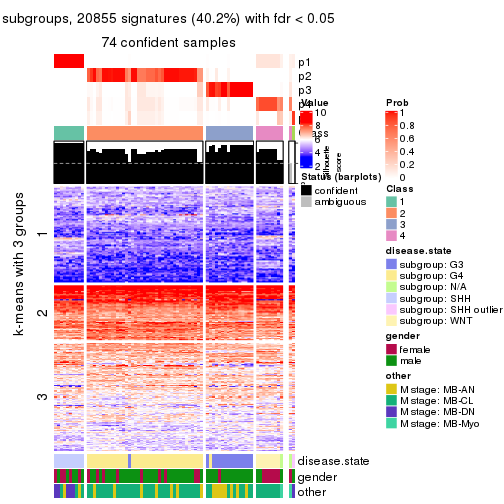 subgroups, 20855 signatures (40.2%) with fdr < 0.05
74 confident samples
p1
p2
p3
p4
Class
k-means with 3 groups
1
2
3
Value
10
8
6
4
2
Silhouette
score
Status (barplots)
confident
ambiguous
Prob
1
0.8
0.6
0.4
0.2
0
Class
1
2
3
4
disease.state
subgroup: G3
subgroup: G4
subgroup: N/A
subgroup: SHH
subgroup: SHH outlier
subgroup: WNT
gender
female
male
other
M stage: MB-AN
M stage: MB-CL
M stage: MB-DN
M stage: MB-Myo
disease.state
gender
other